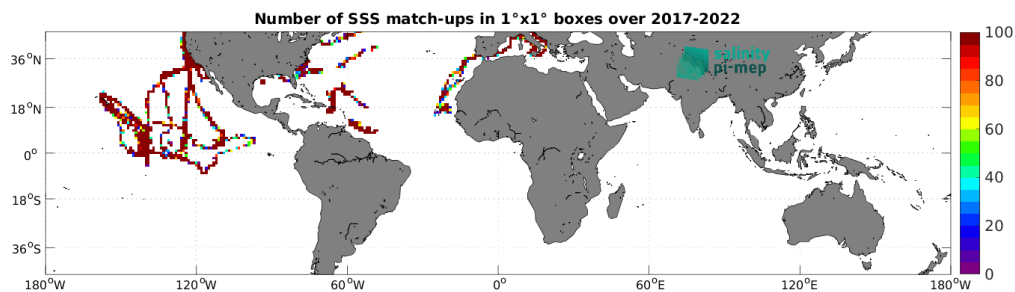 Number of SSS match-ups in 1°x1° boxes over 2017-2022
36°N
18°N
0°
18°S
36°S
180°W
120°W
60°W
0°
60°E
120°E
180°W
salinity
pi-mep
100
80
60
40
20
0